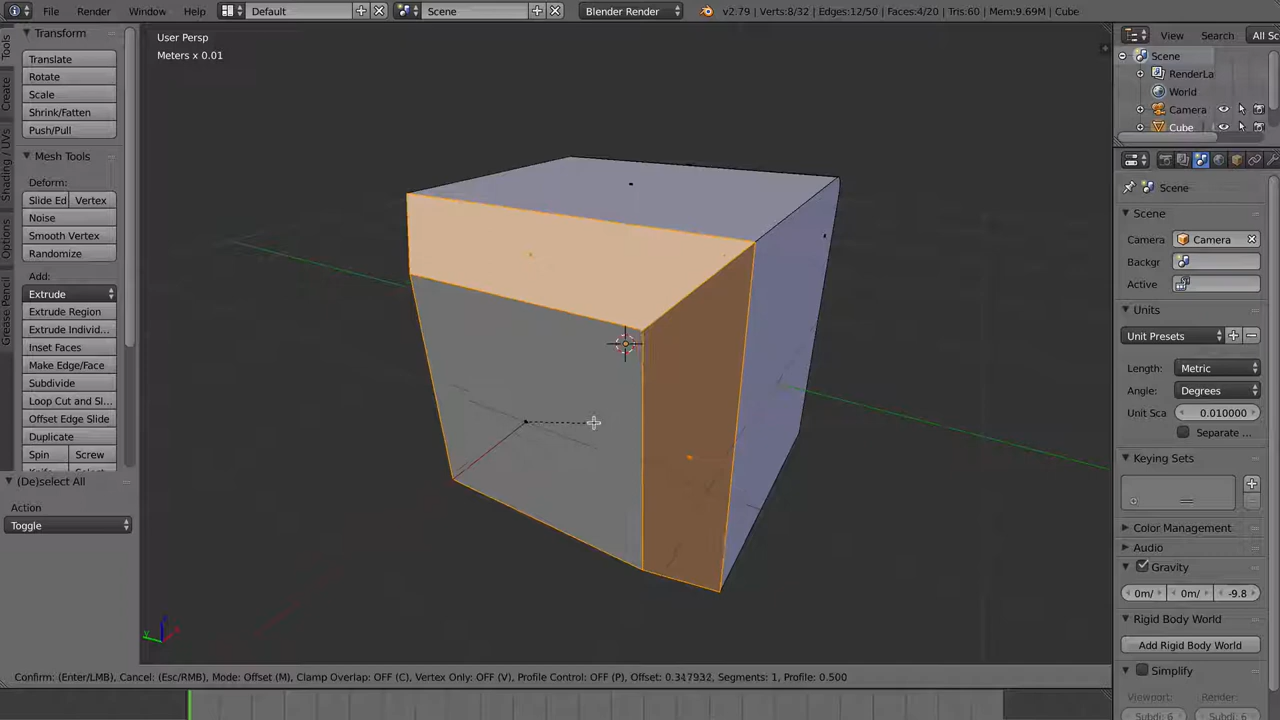 File Render Window Help Default Scene Blender Render v2.79 | Verts:8/32 | Edges:12/50 | Faces:4/20 | Tris:60 | Mem:9.69M | Cube
Tools
Create
Shading / UVs
Options
Grease Pencil
Transform
Translate
Rotate
Scale
Shrink/Fatten
Push/Pull
Mesh Tools
Deform:
Slide Ed Vertex
Noise
Smooth Vertex
Randomize
Add:
Extrude
Extrude Region
Extrude Individ...
Inset Faces
Make Edge/Face
Subdivide
Loop Cut and Sl...
Offset Edge Slide
Duplicate
Spin Screw
(De)select All
Action
Toggle
User Persp
Meters x 0.01
Confirm: (Enter/LMB), Cancel: (Esc/RMB), Mode: Offset (M), Clamp Overlap: OFF (C), Vertex Only: OFF (V), Profile Control: OFF (P), Offset: 0.317932, Segments: 1, Profile: 0.500
View Search All Sc
Scene
RenderLa
World
Camera
Cube
Scene
Scene
Camera Camera
Backgr
Active
Units
Unit Presets
Length: Metric
Angle: Degrees
Unit Sca 0.010000
Separate ...
Keying Sets
Color Management
Audio
Gravity
0m/ 0m/ -9.8
Rigid Body World
Add Rigid Body World
Simplify
Viewport: Render:
Subdi: 6 Subdi: 6